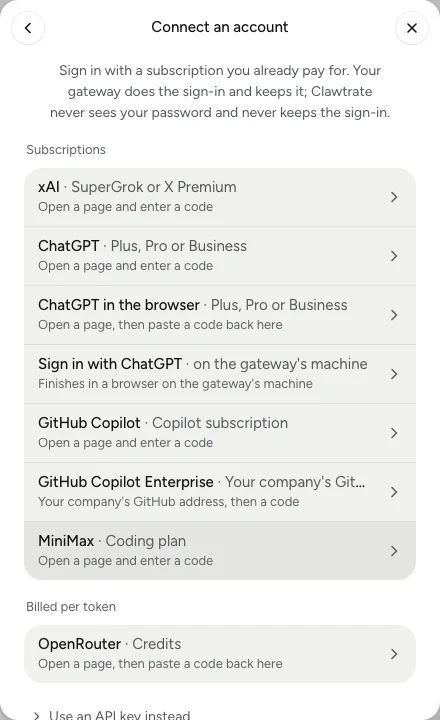 Connect an account
Sign in with a subscription you already pay for. Your
gateway does the sign-in and keeps it; Clawtrate
never sees your password and never keeps the sign-in.
Subscriptions
xAI · SuperGrok or X Premium
Open a page and enter a code
ChatGPT · Plus, Pro or Business
Open a page and enter a code
ChatGPT in the browser · Plus, Pro or Business
Open a page, then paste a code back here
Sign in with ChatGPT · on the gateway's machine
Finishes in a browser on the gateway's machine
GitHub Copilot · Copilot subscription
Open a page and enter a code
GitHub Copilot Enterprise · Your company's Git...
Your company's GitHub address, then a code
MiniMax · Coding plan
Open a page and enter a code
Billed per token
OpenRouter · Credits
Open a page, then paste a code back here
Use an API key instead